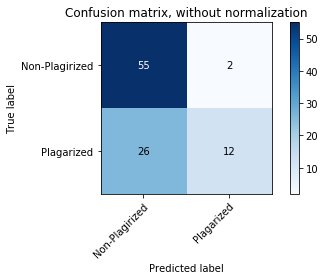 Confusion matrix, without normalization
True label
Non-Plagirized
Plagarized
55
2
26
12
50
40
30
20
10
Non-Plagirized
Plagarized
Predicted label